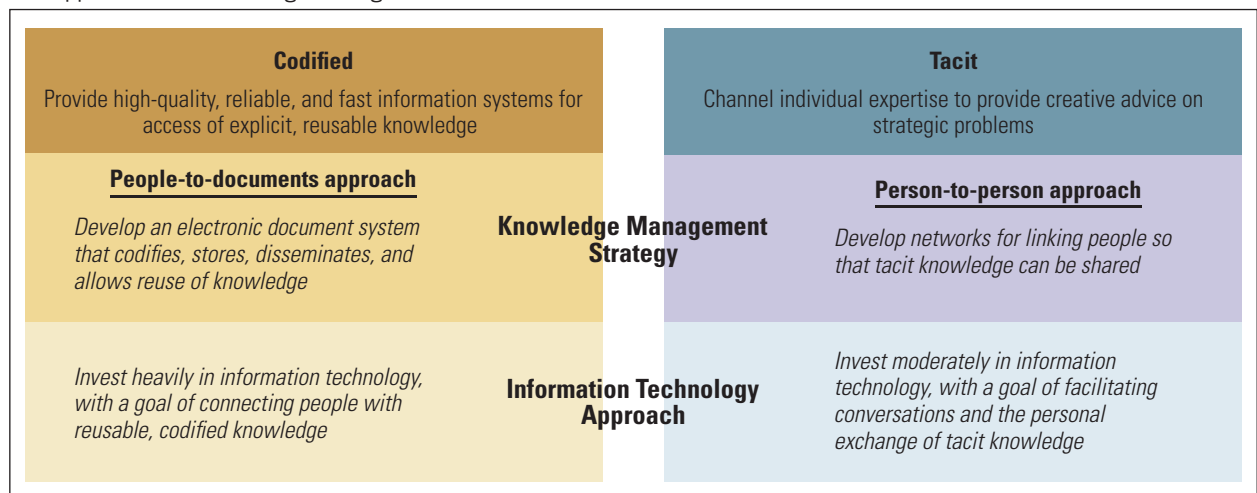 Codified
Provide high-quality, reliable, and fast information systems for
access of explicit, reusable knowledge
People-to-documents approach
Develop an electronic document system
that codifies, stores, disseminates, and
allows reuse of knowledge
Invest heavily in information technology,
with a goal of connecting people with
reusable, codified knowledge
Knowledge Management
Strategy
Information Technology
Approach
Tacit
Channel individual expertise to provide creative advice on
strategic problems
Person-to-person approach
Develop networks for linking people so
that tacit knowledge can be shared
Invest moderately in information
technology, with a goal of facilitating
conversations and the personal
exchange of tacit knowledge